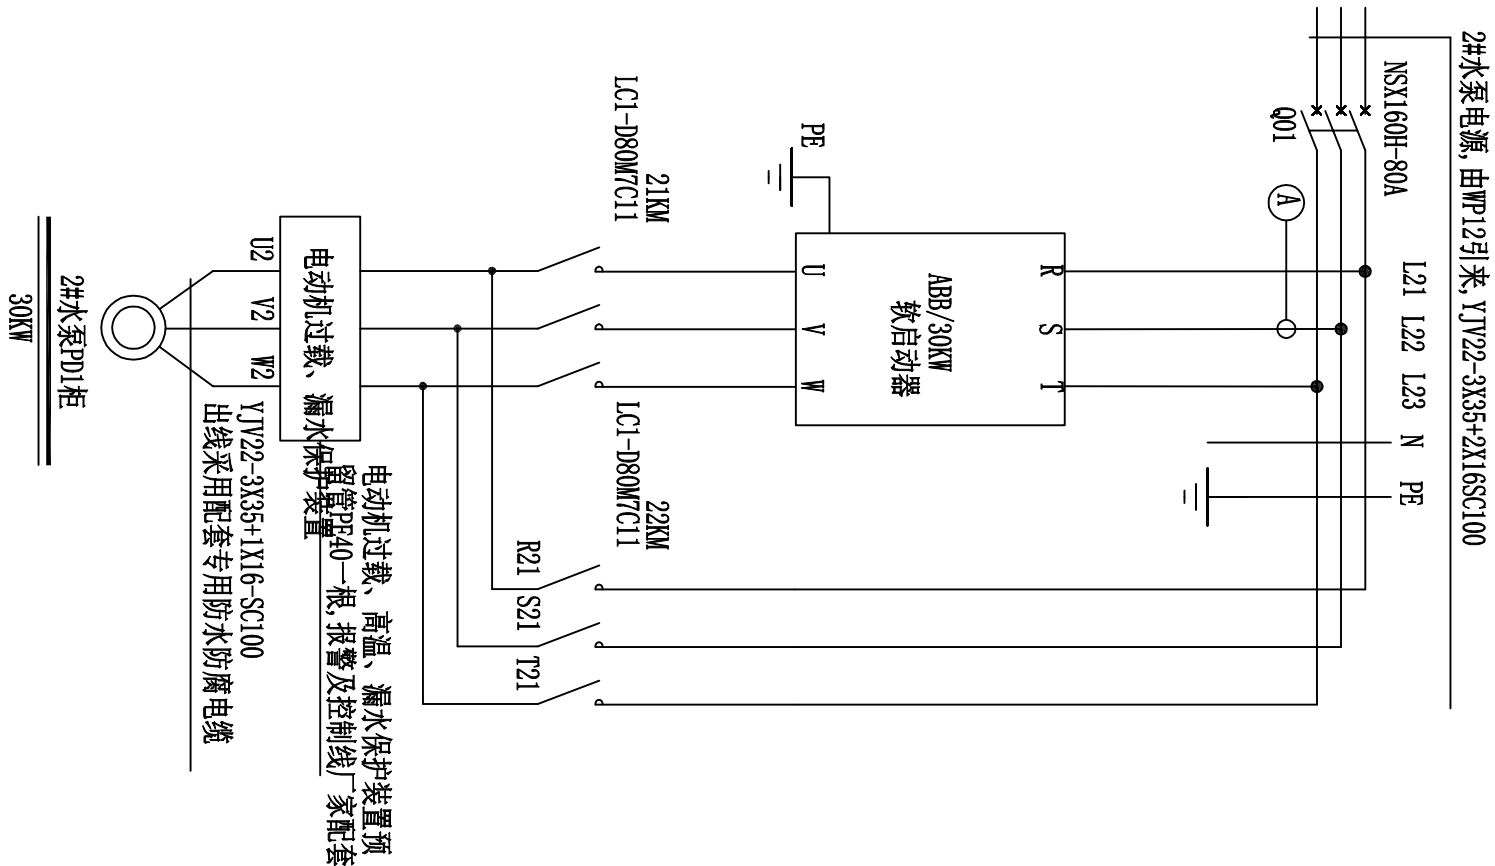 2#水泵电源,由WP12引来,YJV22-3X35+2X16SC100
NSX160H-80A
Q01
A
L21 L22 L23 N PE
PE
R S T
ABB/30KW
软启动器
U V W
21KM
LC1-D80M7C11
22KM
LC1-D80M7C11
R21 S21 T21
电动机过载、漏水保护装置
电动机过载、高温、漏水保护装置预
留管PE40一根,报警及控制线厂家配套
U2 V2 W2
YJV22-3X35+1X16-SC100
出线采用配套专用防水防腐电缆
2#水泵PD1柜
30KW